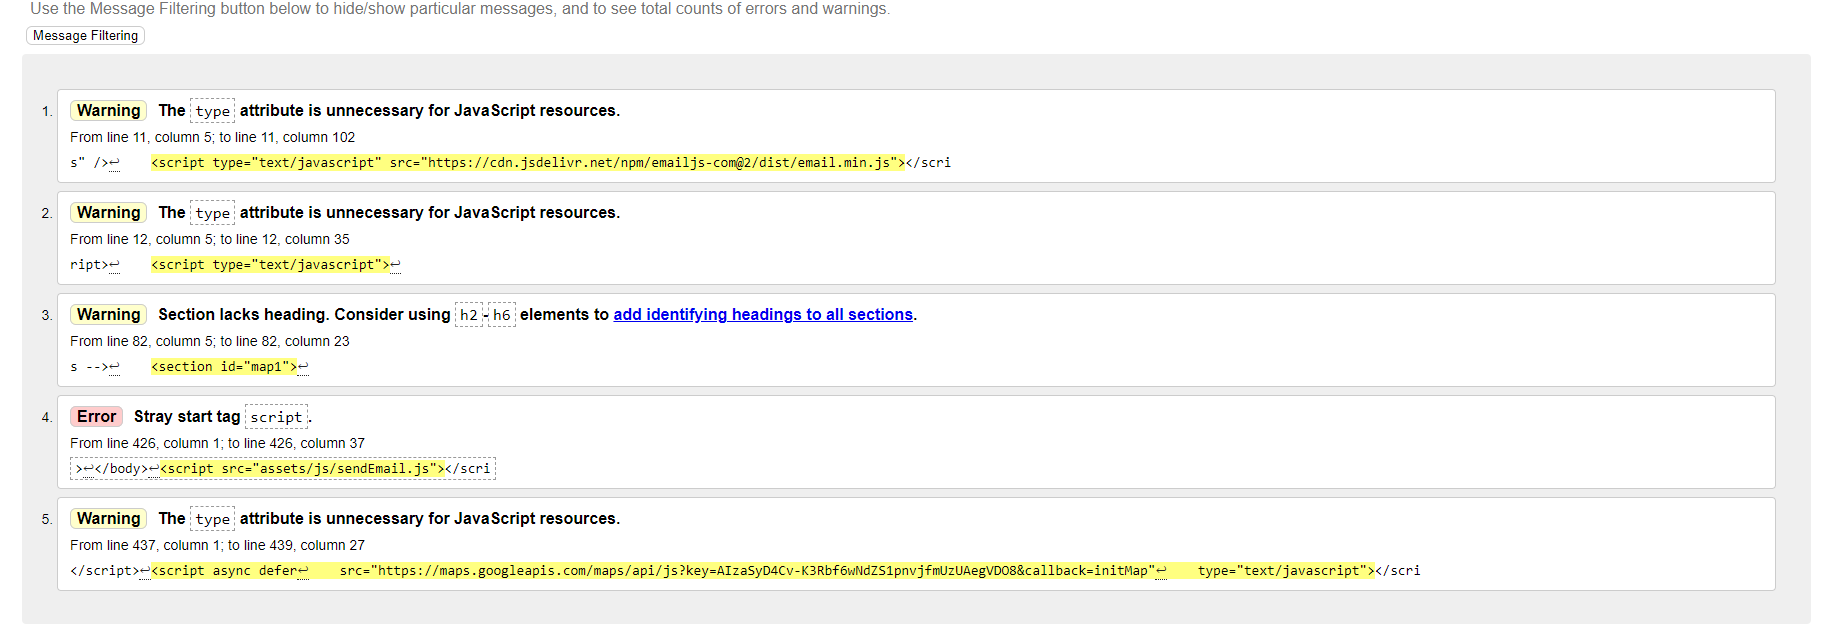 Use the Message Filtering button below to hide/show particular messages, and to see total counts of errors and warnings.
Message Filtering
1. Warning The type attribute is unnecessary for JavaScript resources.
From line 11, column 5; to line 11, column 102
s" />↩ <script type="text/javascript" src="https://cdn.jsdelivr.net/npm/emailjs-com@2/dist/email.min.js"></scri
2. Warning The type attribute is unnecessary for JavaScript resources.
From line 12, column 5; to line 12, column 35
ript>↩ <script type="text/javascript">↩
3. Warning Section lacks heading. Consider using h2-h6 elements to add identifying headings to all sections.
From line 82, column 5; to line 82, column 23
s -->↩ <section id="map1">↩
4. Error Stray start tag script.
From line 426, column 1; to line 426, column 37
>↩</body>↩<script src="assets/js/sendEmail.js"></scri
5. Warning The type attribute is unnecessary for JavaScript resources.
From line 437, column 1; to line 439, column 27
</script>↩<script async defer↩ src="https://maps.googleapis.com/maps/api/js?key=AIzaSyD4Cv-K3Rbf6wNdZS1pnvjfmUzUAegVDO8&callback=initMap"↩ type="text/javascript"></scri